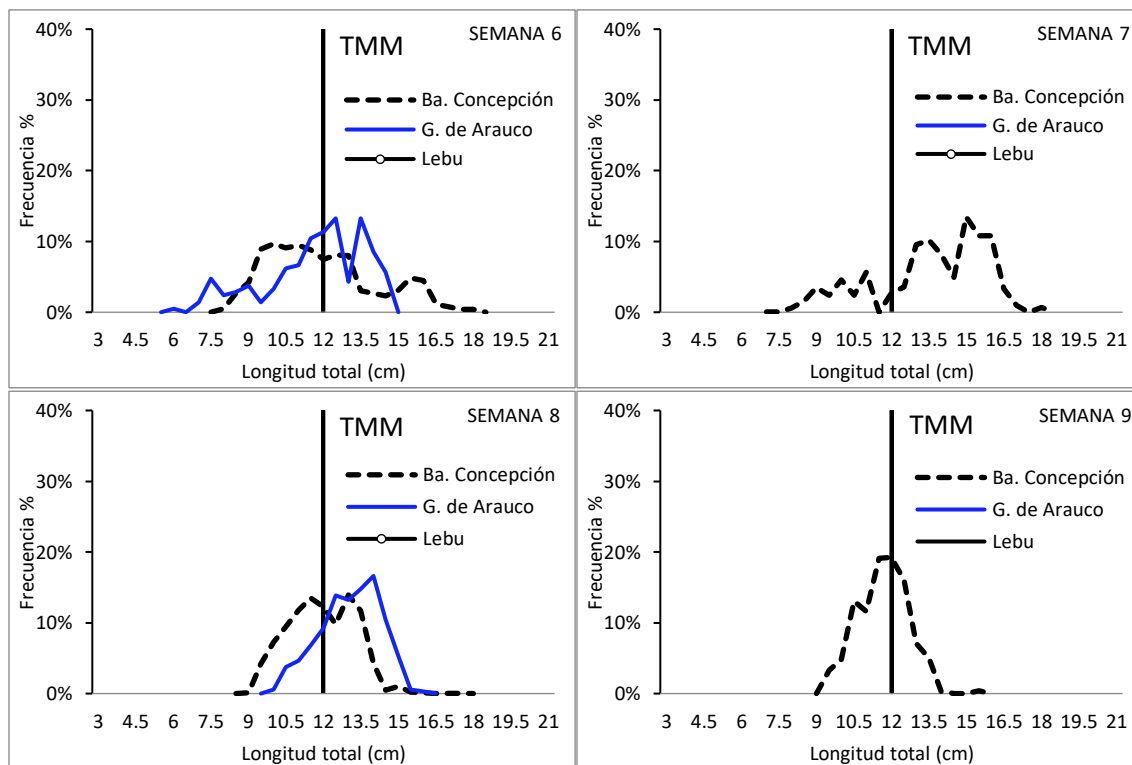 SEMANA 6
TMM
Ba. Concepción
G. de Arauco
Lebu
Frecuencia %
40%
30%
20%
10%
0%
3 4.5 6 7.5 9 10.5 12 13.5 15 16.5 18 19.5 21
Longitud total (cm)
SEMANA 7
TMM
Ba. Concepción
G. de Arauco
Lebu
Frecuencia %
40%
30%
20%
10%
0%
3 4.5 6 7.5 9 10.5 12 13.5 15 16.5 18 19.5 21
Longitud total (cm)
SEMANA 8
TMM
Ba. Concepción
G. de Arauco
Lebu
Frecuencia %
40%
30%
20%
10%
0%
3 4.5 6 7.5 9 10.5 12 13.5 15 16.5 18 19.5 21
Longitud total (cm)
SEMANA 9
TMM
Ba. Concepción
G. de Arauco
Lebu
Frecuencia %
40%
30%
20%
10%
0%
3 4.5 6 7.5 9 10.5 12 13.5 15 16.5 18 19.5 21
Longitud total (cm)